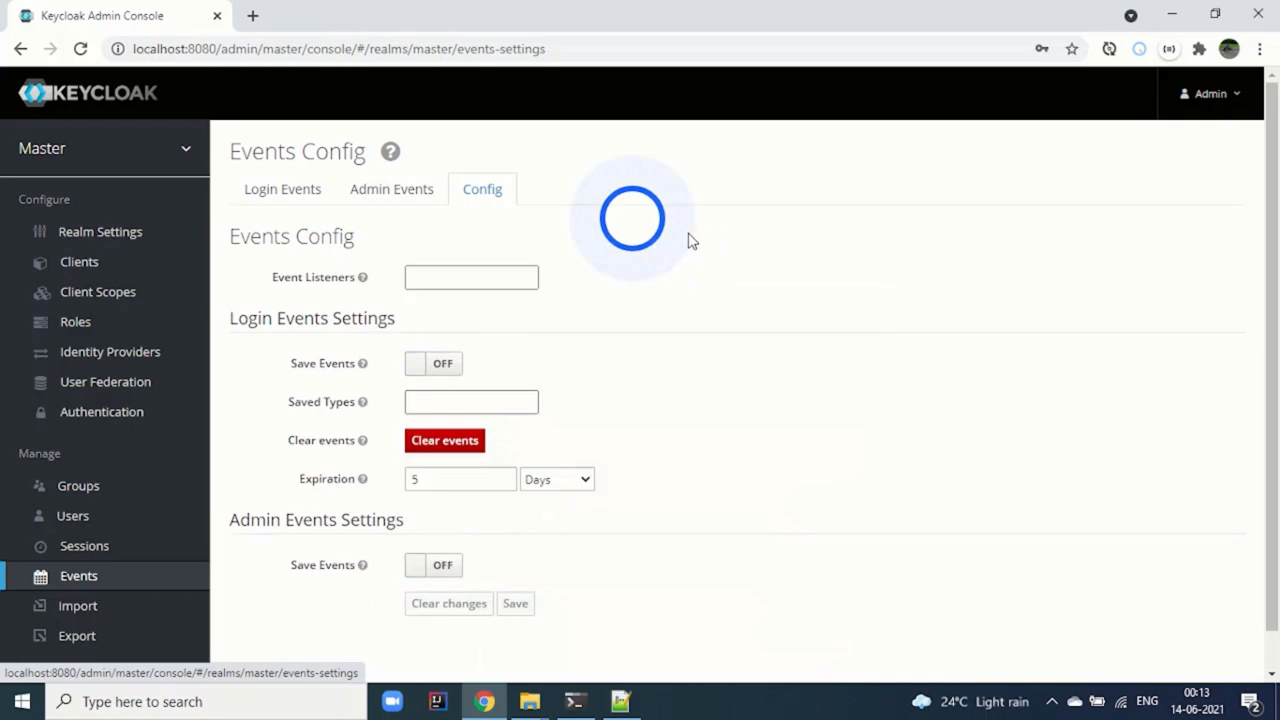 Keycloak Admin Console
localhost:8080/admin/master/console/#/realms/master/events-settings
KEYCLOAK
Admin
Master
Configure
Realm Settings
Clients
Client Scopes
Roles
Identity Providers
User Federation
Authentication
Manage
Groups
Users
Sessions
Events
Import
Export
Events Config
Login Events
Admin Events
Config
Events Config
Event Listeners
Login Events Settings
Save Events
OFF
Saved Types
Clear events
Clear events
Expiration
5
Days
Admin Events Settings
Save Events
OFF
Clear changes
Save
localhost:8080/admin/master/console/#/realms/master/events-settings
Type here to search
24°C Light rain
ENG
00:13
14-06-2021
2